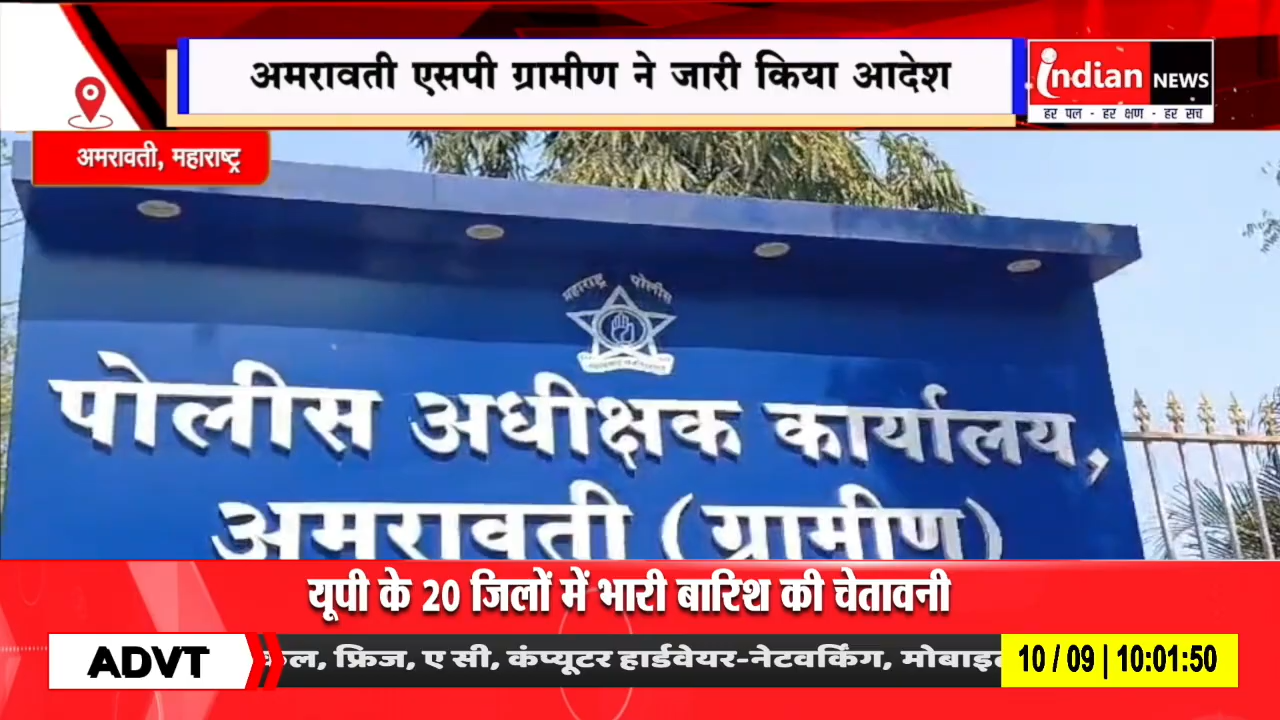 अमरावती एसपी ग्रामीण ने जारी किया आदेश
indian NEWS
हर पल - हर क्षण - हर सच
अमरावती, महाराष्ट्र
महाराष्ट्र पोलीस
पोलीस अधीक्षक कार्यालय,
अमरावती (ग्रामीण)
यूपी के 20 जिलों में भारी बारिश की चेतावनी
ADVT
फ्रिज, ए सी, कंप्यूटर हार्डवेयर-नेटवर्किंग,
10 / 09 | 10:01:50